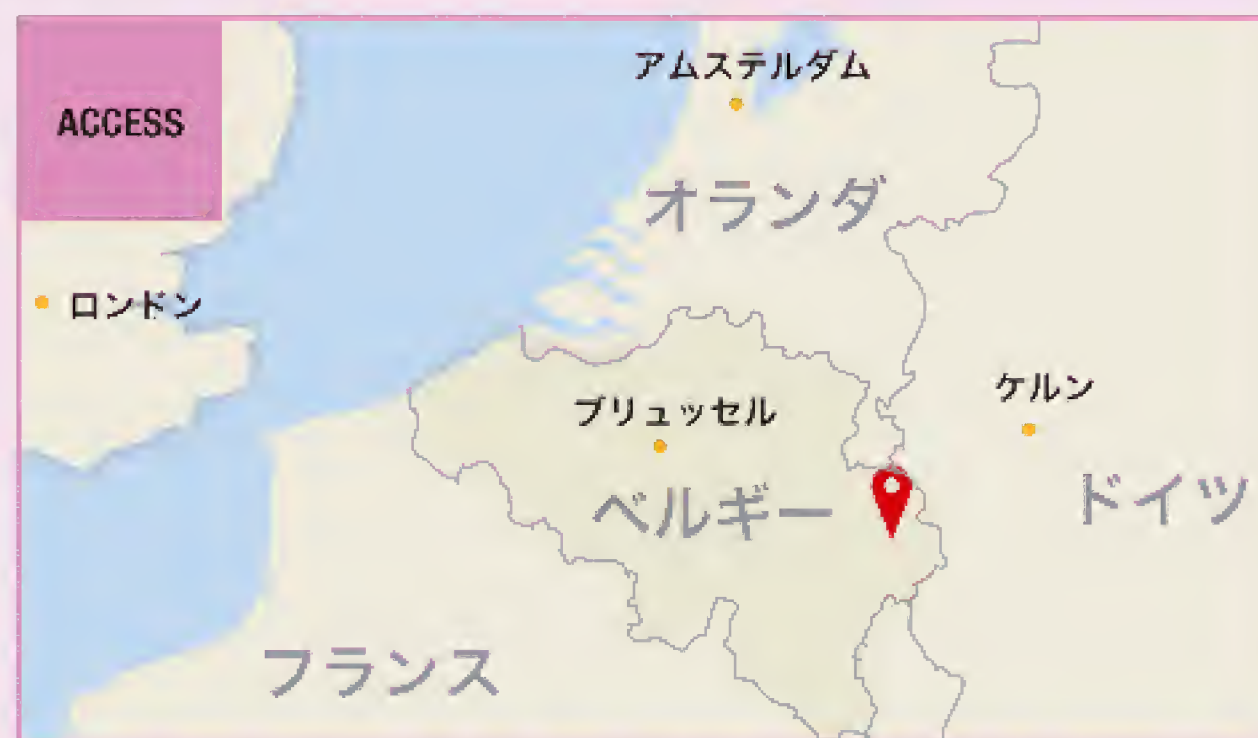 ACCESS
アムステルダム
オランダ
ロンドン
ケルン
ブリュッセル
ベルギー
ドイツ
フランス